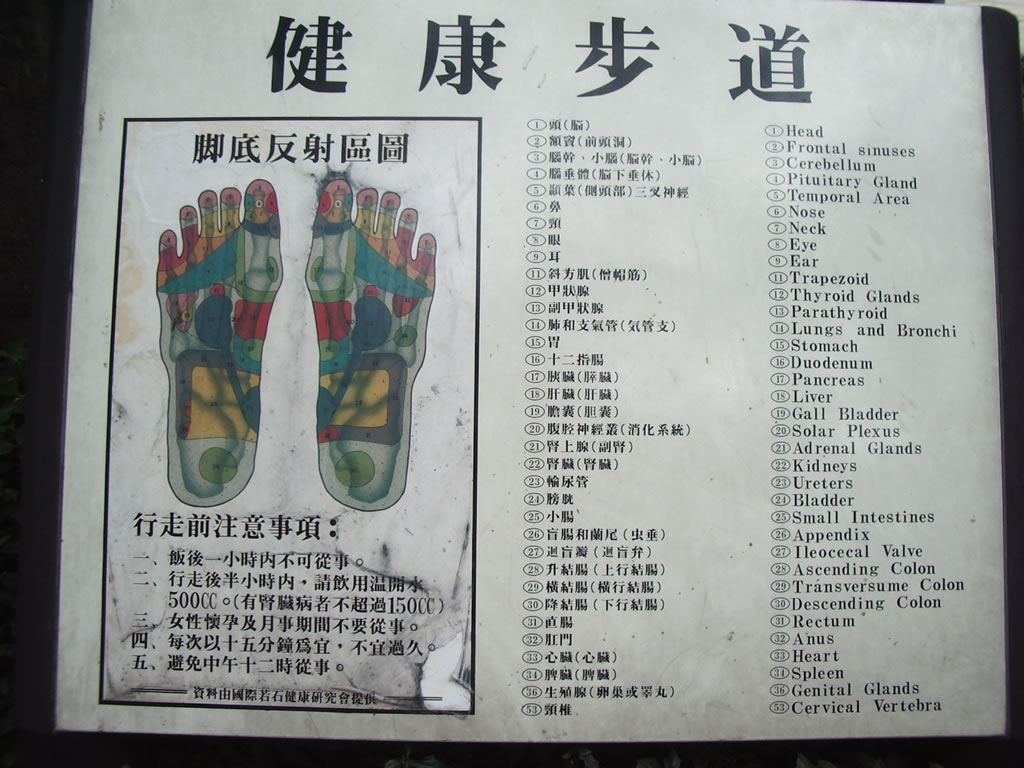 健康步道
脚底反射區圖
行走前注意事項：
一、飯後一小時內不可從事。
二、行走後半小時內，請飲用温開水
500CC。(有腎臟病者不超過150CC)
三、女性懷孕及月事期間不要從事。
四、每次以十五分鐘爲宜，不宜過久。
五、避免中午十二時從事。
資料由國際若石健康研究會提供
①頭(脳)
②額竇(前頭洞)
③腦幹、小腦(脳幹、小脳)
④腦垂體(脳下垂体)
⑤顳葉(側頭部)三叉神經
⑥鼻
⑦頸
⑧眼
⑨耳
⑪斜方肌(僧帽筋)
⑫甲狀腺
⑬副甲狀腺
⑭肺和支氣管(気管支)
⑮胃
⑯十二指腸
⑰胰臟(膵臓)
⑱肝臟(肝臓)
⑲膽囊(胆囊)
⑳腹腔神經叢(消化系統)
㉑腎上腺(副腎)
㉒腎臟(腎臓)
㉓輸尿管
㉔膀胱
㉕小腸
㉖盲腸和蘭尾(虫垂)
㉗迴盲瓣(迴盲弁)
㉘升結腸(上行結腸)
㉙橫結腸(橫行結腸)
㉚降結腸(下行結腸)
㉛直腸
㉜肛門
㉝心臟(心臓)
㉞脾臟(脾臓)
㊱生殖腺(卵巢或睪丸)
53頸椎
①Head
②Frontal sinuses
③Cerebellum
④Pituitary Gland
⑤Temporal Area
⑥Nose
⑦Neck
⑧Eye
⑨Ear
⑪Trapezoid
⑫Thyroid Glands
⑬Parathyroid
⑭Lungs and Bronchi
⑮Stomach
⑯Duodenum
⑰Pancreas
⑱Liver
⑲Gall Bladder
⑳Solar Plexus
㉑Adrenal Glands
㉒Kidneys
㉓Ureters
㉔Bladder
㉕Small Intestines
㉖Appendix
㉗Ileocecal Valve
㉘Ascending Colon
㉙Transversume Colon
㉚Descending Colon
㉛Rectum
㉜Anus
㉝Heart
㉞Spleen
㊱Genital Glands
53Cervical Vertebra